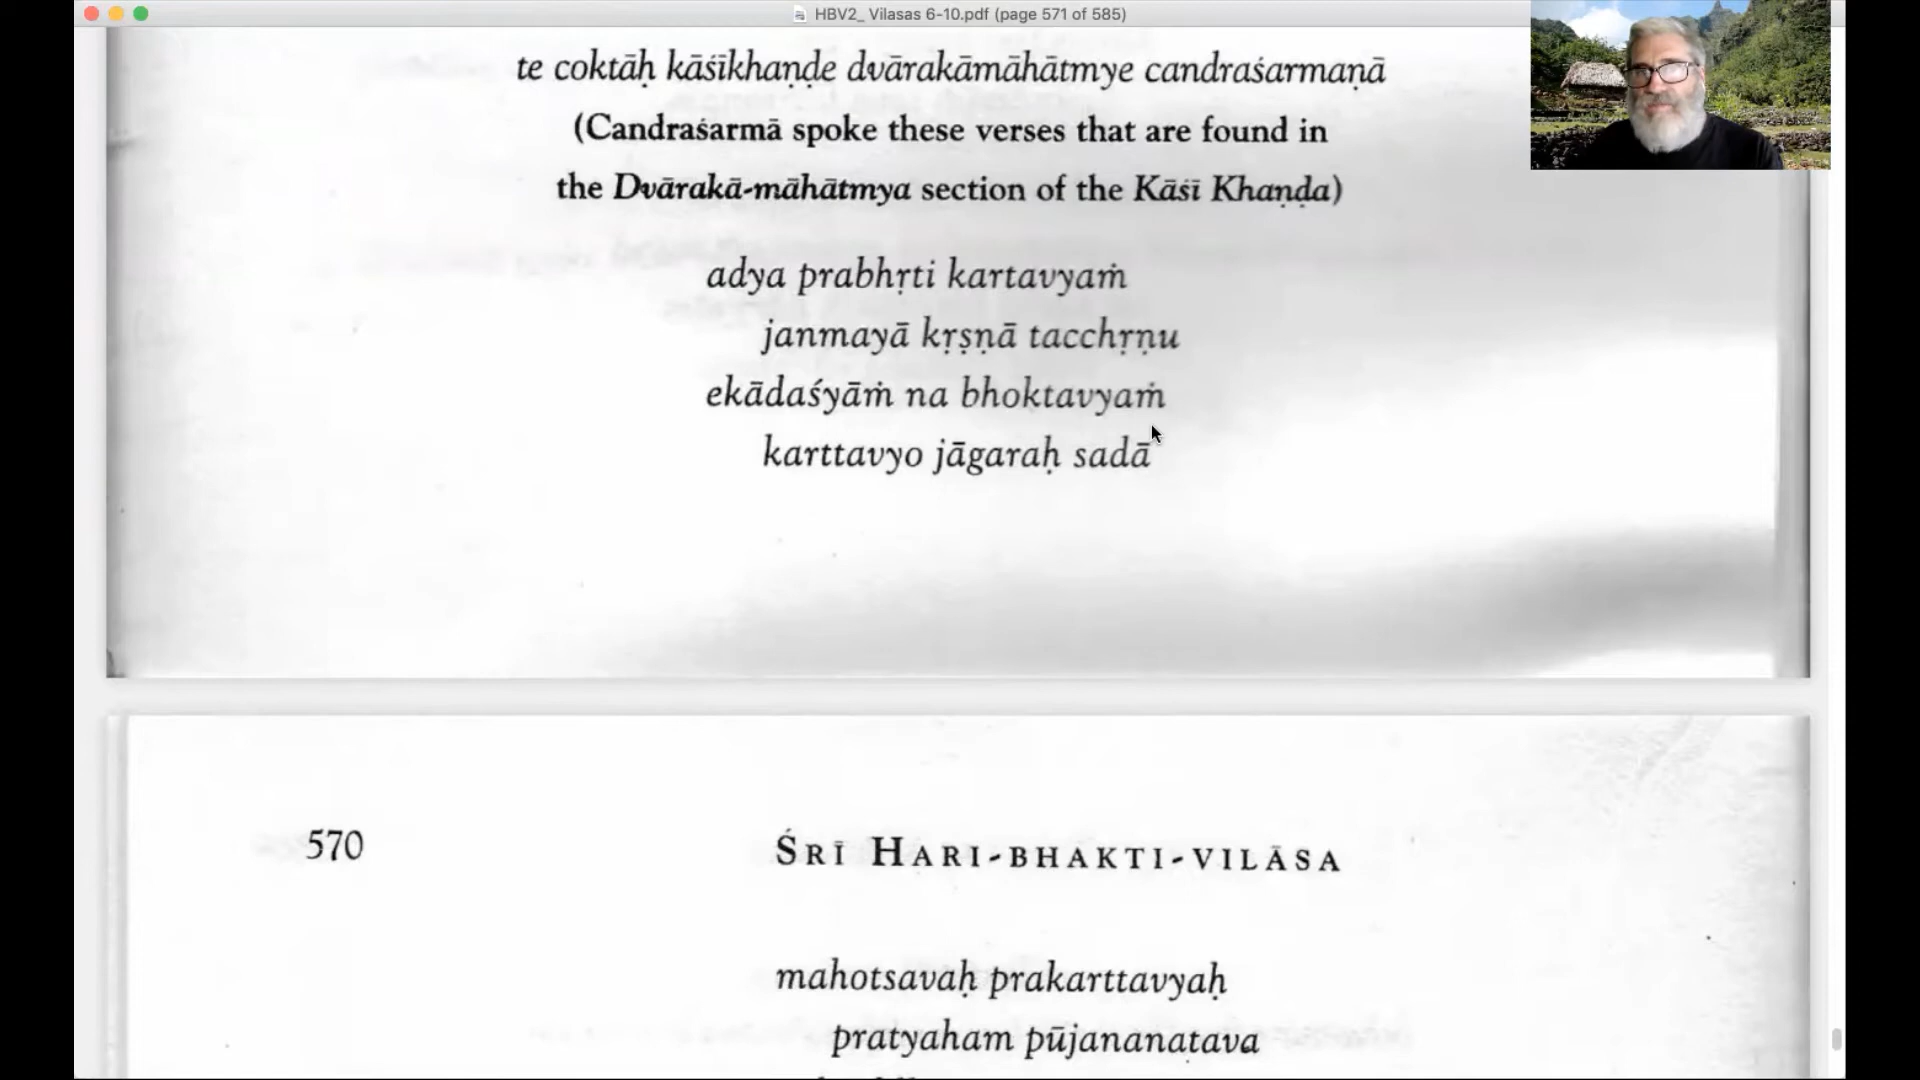 HBV2_ Vilasas 6-10.pdf (page 571 of 585)
te coktāḥ kāśīkhaṇḍe dvārakāmāhātmye candraśarmaṇā
(Candraśarmā spoke these verses that are found in
the Dvārakā-māhātmya section of the Kāśī Khaṇḍa)
adya prabhṛti kartavyaṁ
janmayā kṛṣṇā tacchṛṇu
ekādaśyāṁ na bhoktavyaṁ
karttavyo jāgaraḥ sadā
570
ŚRĪ HARI-BHAKTI-VILĀSA
mahotsavaḥ prakarttavyaḥ
pratyaham pūjananatava